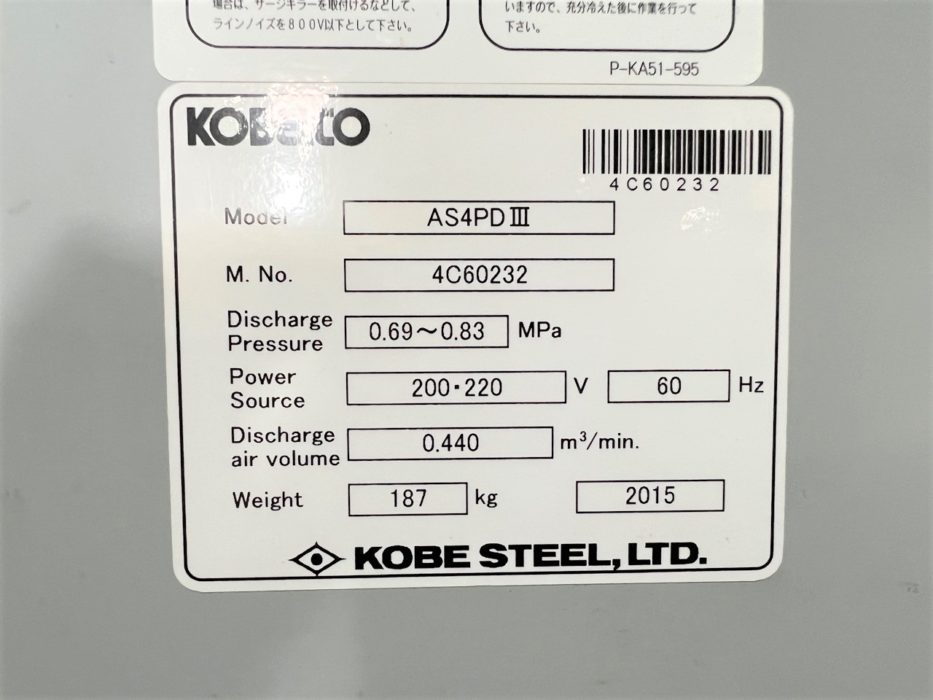 場合は、サージキラーを取付けるなどして、
ラインノイズを800V以下として下さい。
いますので、充分冷えた後に作業を行って
下さい。
P-KA51-595
KOBELCO
4C60232
Model AS4PDⅢ
M. No. 4C60232
Discharge
Pressure 0.69～0.83 MPa
Power
Source 200・220 V 60 Hz
Discharge
air volume 0.440 m³/min.
Weight 187 kg 2015
KOBE STEEL, LTD.